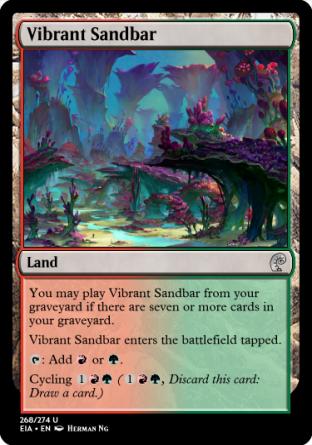 Vibrant Sandbar
Land
You may play Vibrant Sandbar from your
graveyard if there are seven or more cards in
your graveyard.
Vibrant Sandbar enters the battlefield tapped.
: Add or .
Cycling 1 ( 1 , Discard this card:
Draw a card.)
268/274 U
EIA • EN Herman Ng